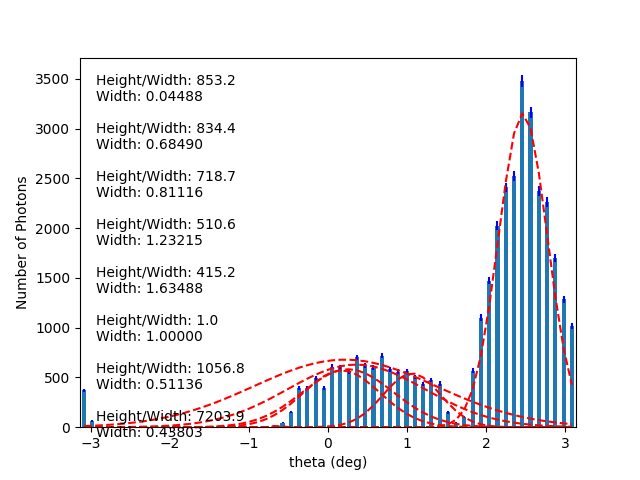 3500
3000
2500
2000
1500
1000
500
0
Number of Photons
Height/Width: 853.2
Width: 0.04488
Height/Width: 834.4
Width: 0.68490
Height/Width: 718.7
Width: 0.81116
Height/Width: 510.6
Width: 1.23215
Height/Width: 415.2
Width: 1.63488
Height/Width: 1.0
Width: 1.00000
Height/Width: 1056.8
Width: 0.51136
Height/Width: 7203.9
Width: 0.43803
−3 −2 −1 0 1 2 3
theta (deg)